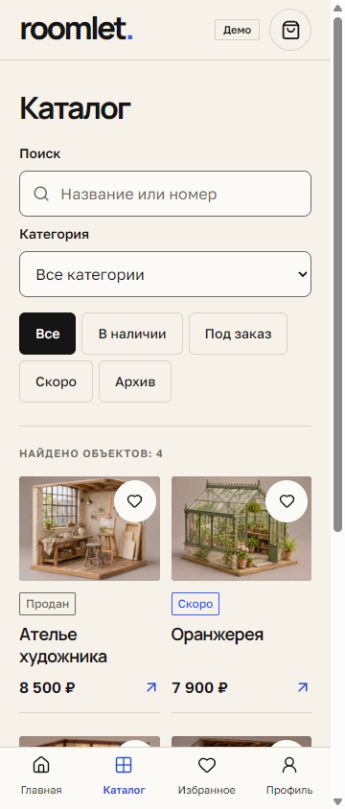 roomlet.
Демо
Каталог
Поиск
Название или номер
Категория
Все категории
Все
В наличии
Под заказ
Скоро
Архив
НАЙДЕНО ОБЪЕКТОВ: 4
Продан
Скоро
Ателье
художника
Оранжерея
8 500 ₽
7 900 ₽
Главная
Каталог
Избранное
Профиль